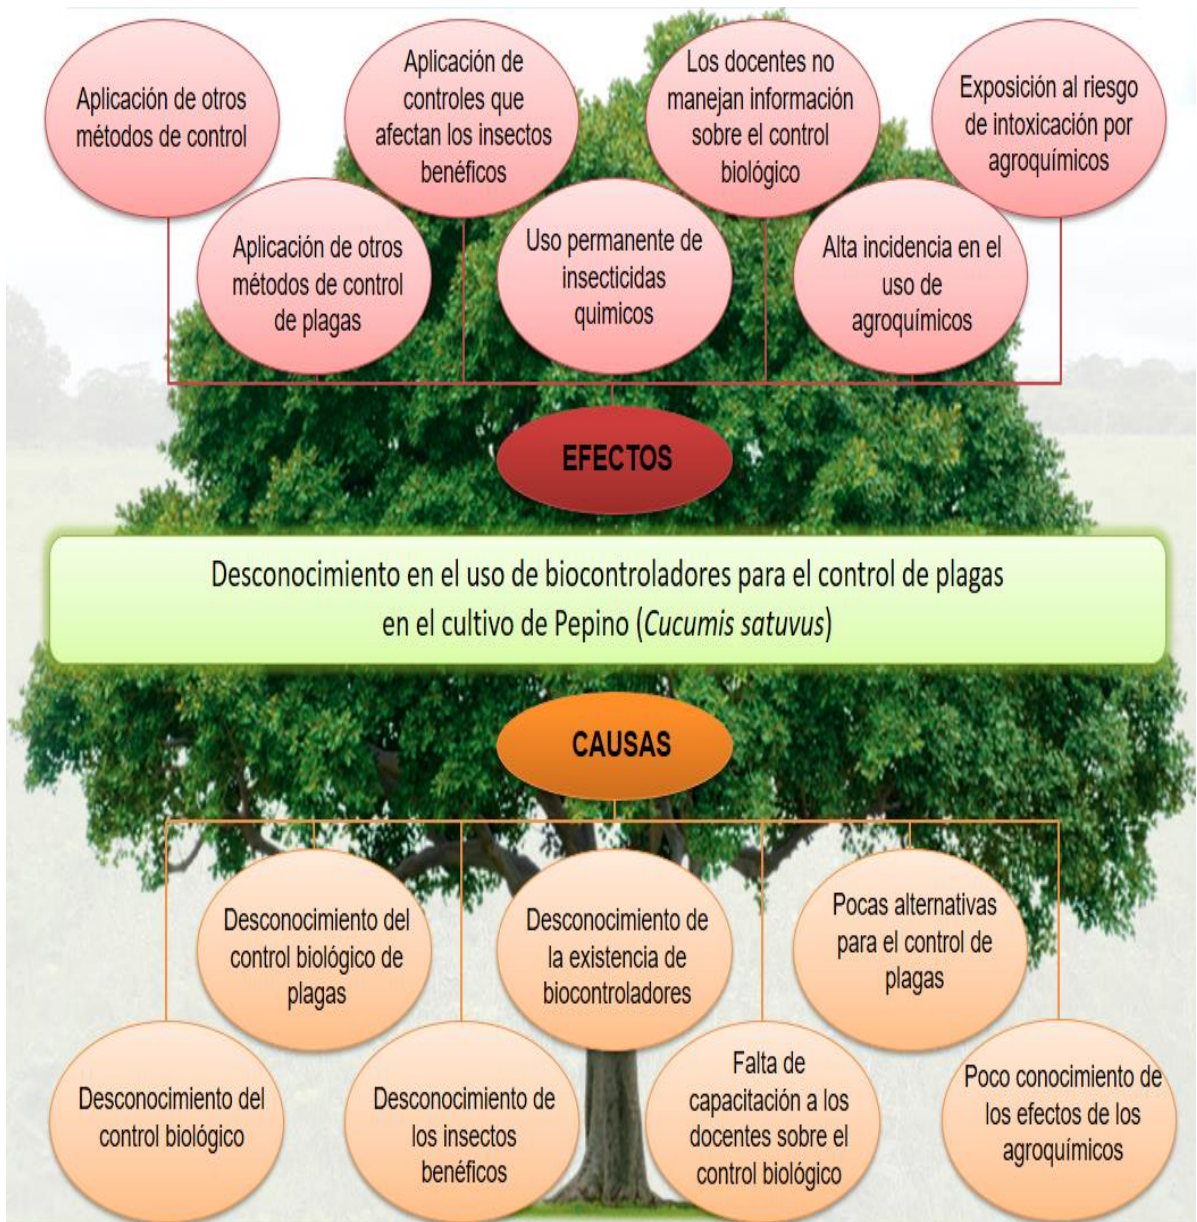 Aplicación de otros
métodos de control
Aplicación de
controles que
afectan los insectos
benéficos
Los docentes no
manejan información
sobre el control
biológico
Exposición al riesgo
de intoxicación por
agroquímicos
Aplicación de otros
métodos de control
de plagas
Uso permanente de
insecticidas
quimicos
Alta incidencia en el
uso de
agroquímicos
EFECTOS
Desconocimiento en el uso de biocontroladores para el control de plagas
en el cultivo de Pepino (Cucumis satuvus)
CAUSAS
Desconocimiento del
control biológico de
plagas
Desconocimiento de
la existencia de
biocontroladores
Pocas alternativas
para el control de
plagas
Desconocimiento del
control biológico
Desconocimiento de
los insectos
benéficos
Falta de
capacitación a los
docentes sobre el
control biológico
Poco conocimiento de
los efectos de los
agroquímicos